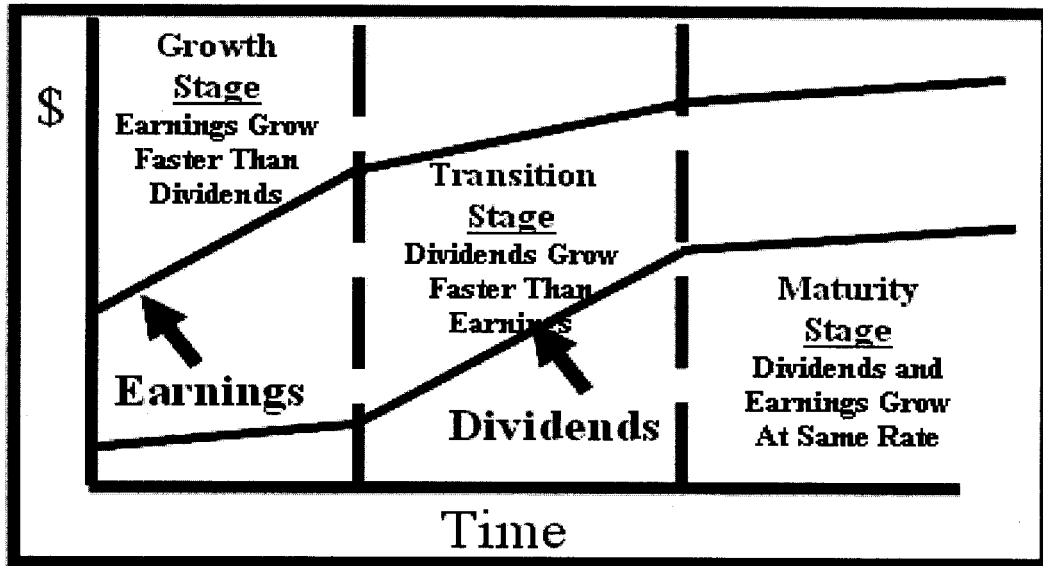 Growth
Stage
Earnings Grow
Faster Than
Dividends
$
Transition
Stage
Dividends Grow
Faster Than
Earnings
Maturity
Stage
Dividends and
Earnings Grow
At Same Rate
Earnings
Dividends
Time